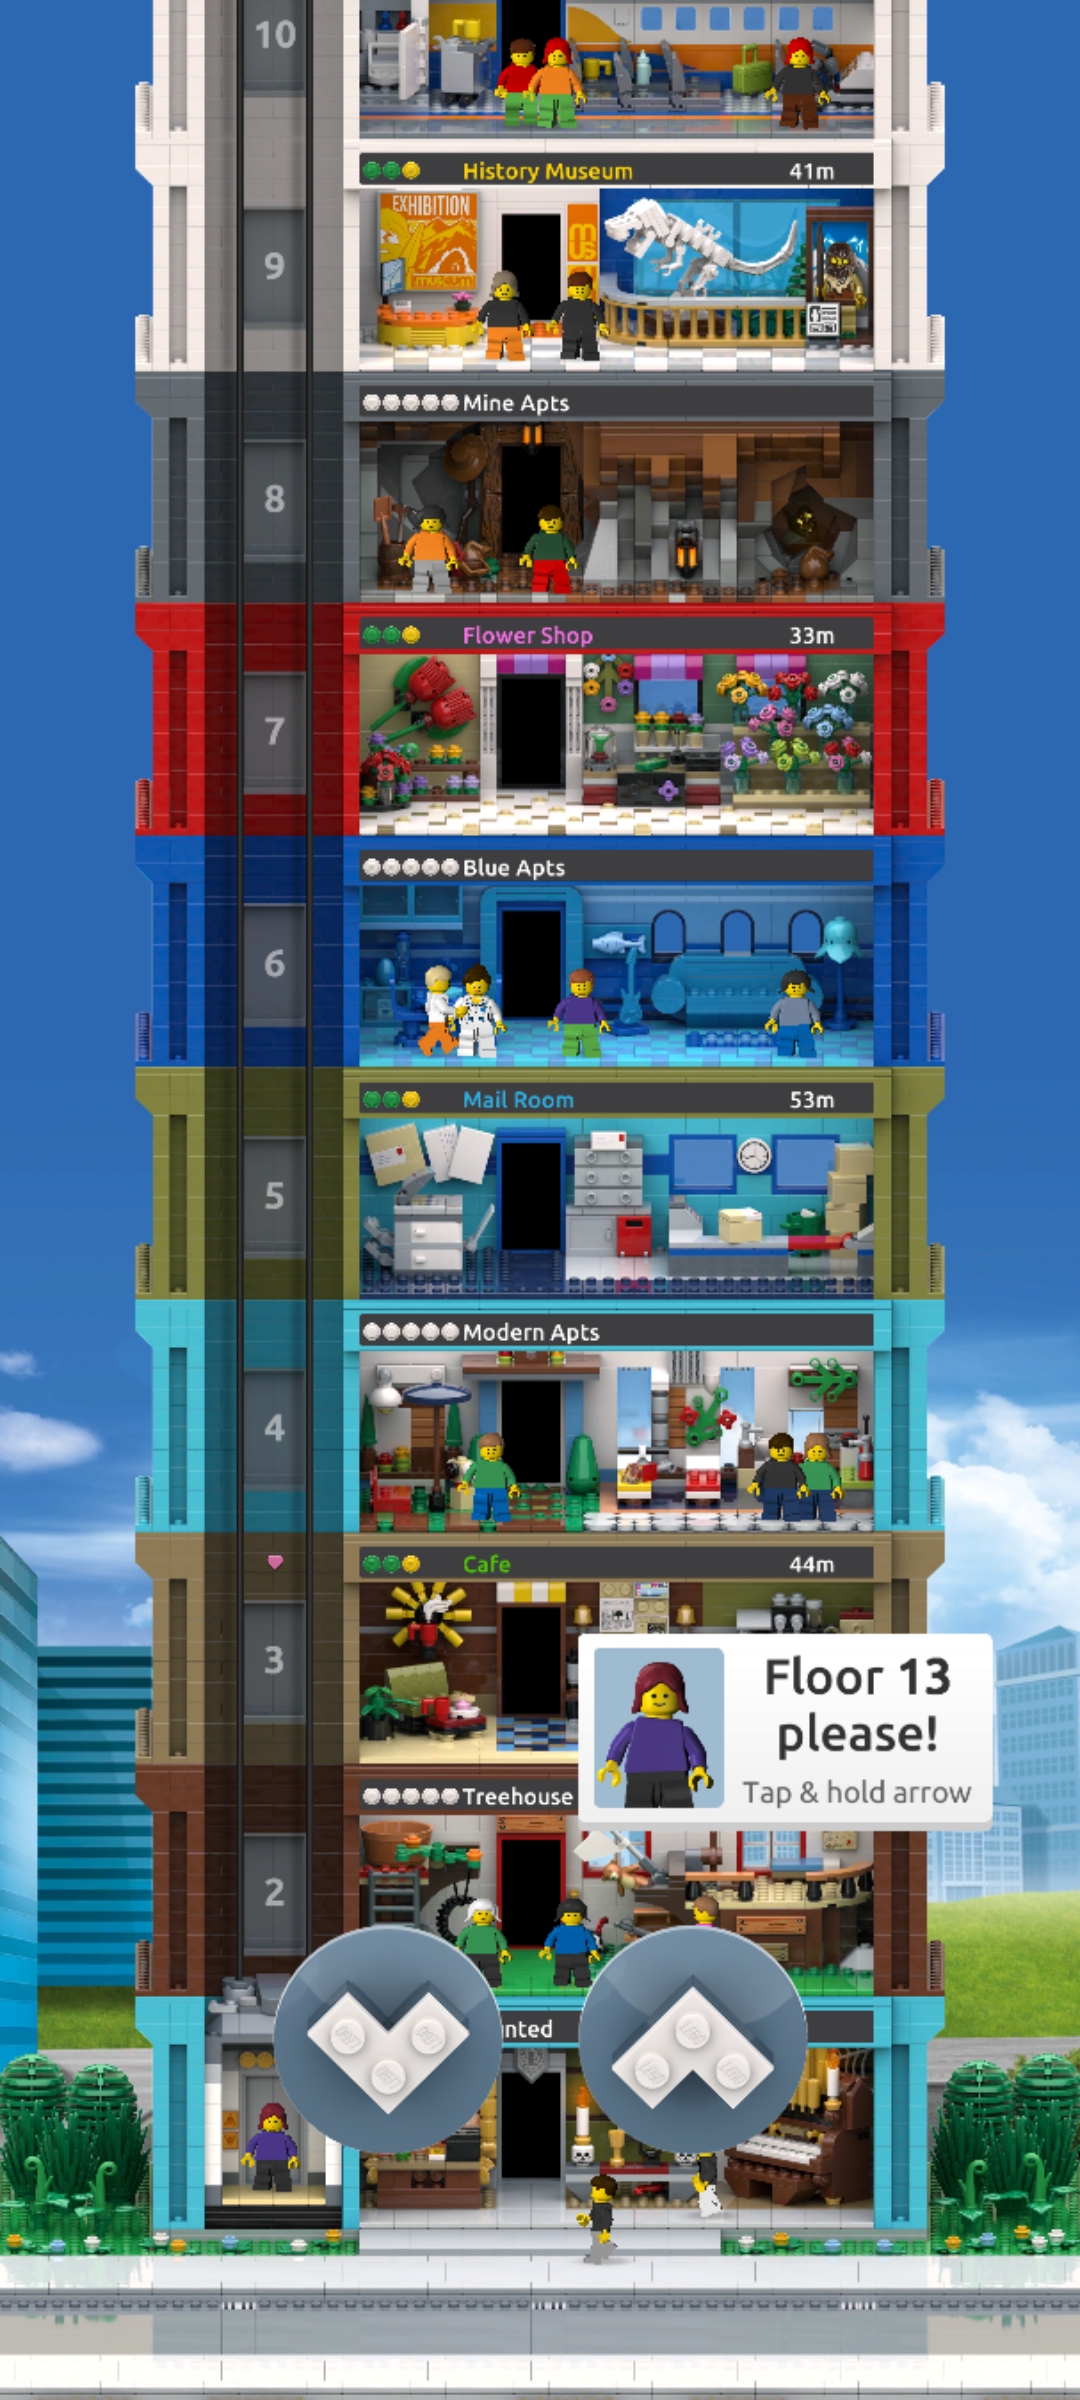 10
History Museum 41m
EXHIBITION
museum
9
Mine Apts
8
Flower Shop 33m
7
Blue Apts
6
Mail Room 53m
5
Modern Apts
4
Cafe 44m
3
Floor 13
please!
Tap & hold arrow
Treehouse
2
nted